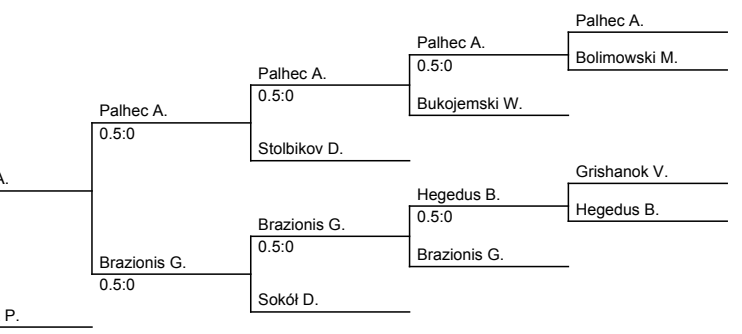 Palhec A.
Palhec A.
0.5:0
Bolimowski M.
Palhec A.
0.5:0
Bukojemski W.
Palhec A.
0.5:0
Stolbikov D.
A.
Grishanok V.
Hegedus B.
0.5:0
Hegedus B.
Brazionis G.
0.5:0
Brazionis G.
Brazionis G.
0.5:0
Sokół D.
P.